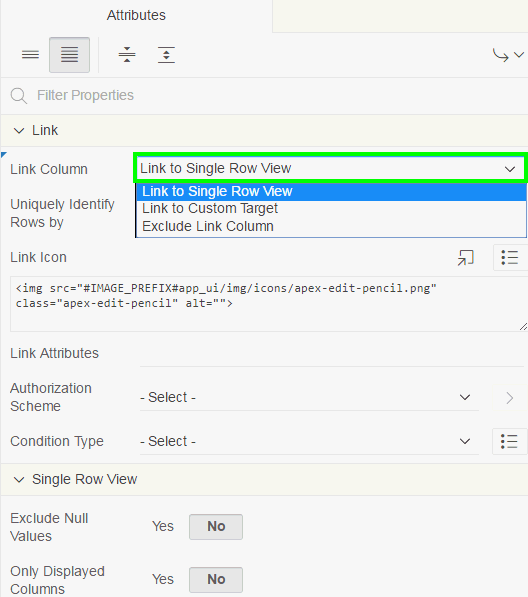 Attributes
Filter Properties
Link
Link Column
Link to Single Row View
Link to Single Row View
Link to Custom Target
Exclude Link Column
Uniquely Identify
Rows by
Link Icon
<img src="#IMAGE_PREFIX#app_ui/img/icons/apex-edit-pencil.png"
class="apex-edit-pencil" alt="">
Link Attributes
Authorization
Scheme
- Select -
Condition Type
- Select -
Single Row View
Exclude Null
Values
Yes No
Only Displayed
Columns
Yes No